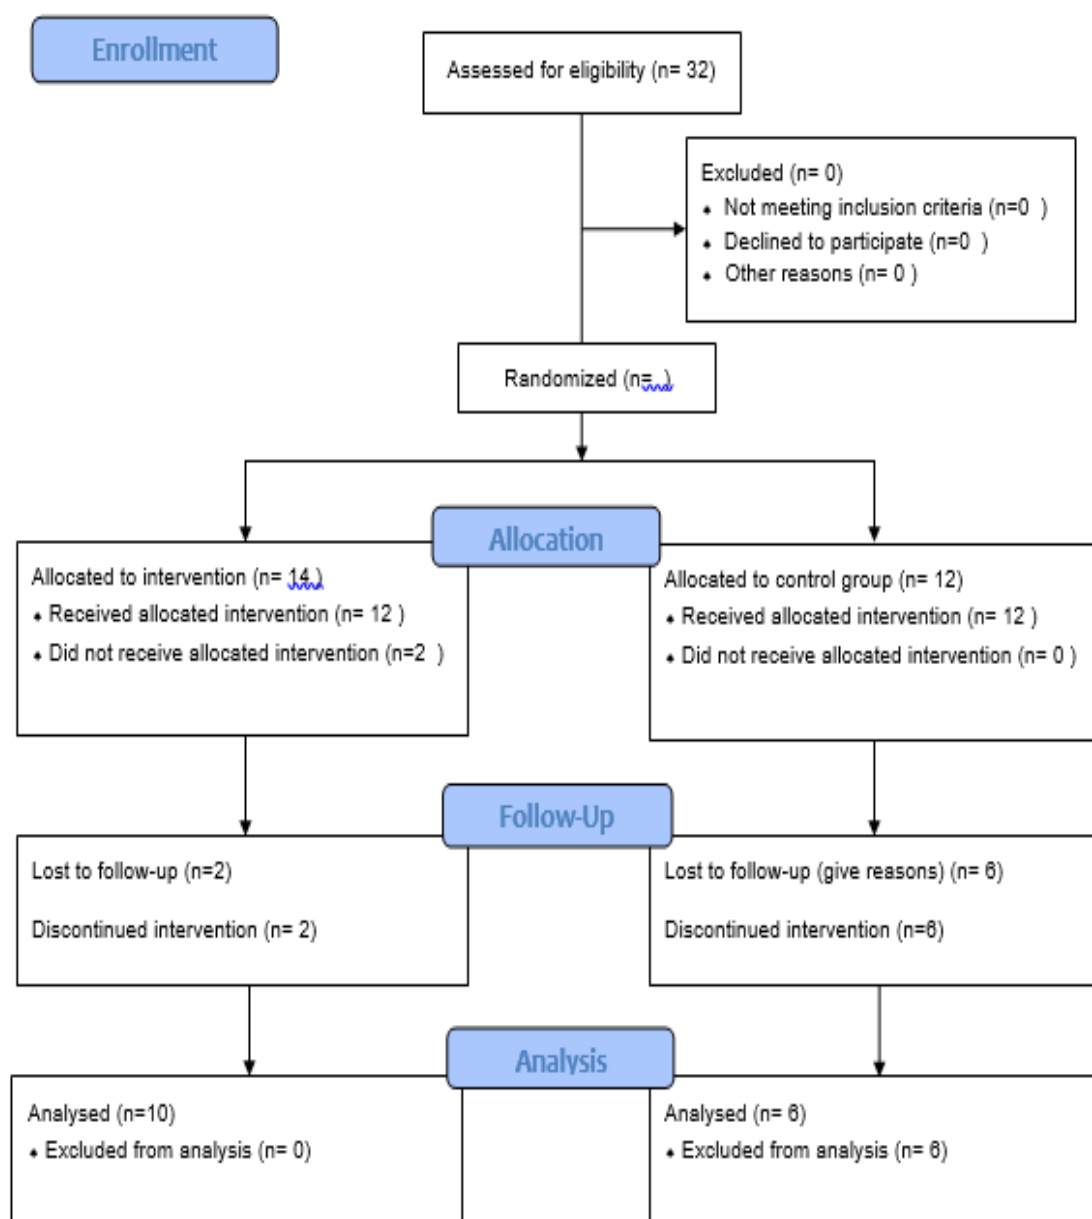 Enrollment
Assessed for eligibility (n= 32)
Excluded (n= 0)
♦ Not meeting inclusion criteria (n=0 )
♦ Declined to participate (n=0 )
♦ Other reasons (n= 0 )
Randomized (n= )
Allocation
Allocated to intervention (n= 14 )
♦ Received allocated intervention (n= 12 )
♦ Did not receive allocated intervention (n=2 )
Allocated to control group (n= 12)
♦ Received allocated intervention (n= 12 )
♦ Did not receive allocated intervention (n= 0 )
Follow-Up
Lost to follow-up (n=2)
Discontinued intervention (n= 2)
Lost to follow-up (give reasons) (n= 6)
Discontinued intervention (n=6)
Analysis
Analysed (n=10)
♦ Excluded from analysis (n= 0)
Analysed (n= 6)
♦ Excluded from analysis (n= 6)